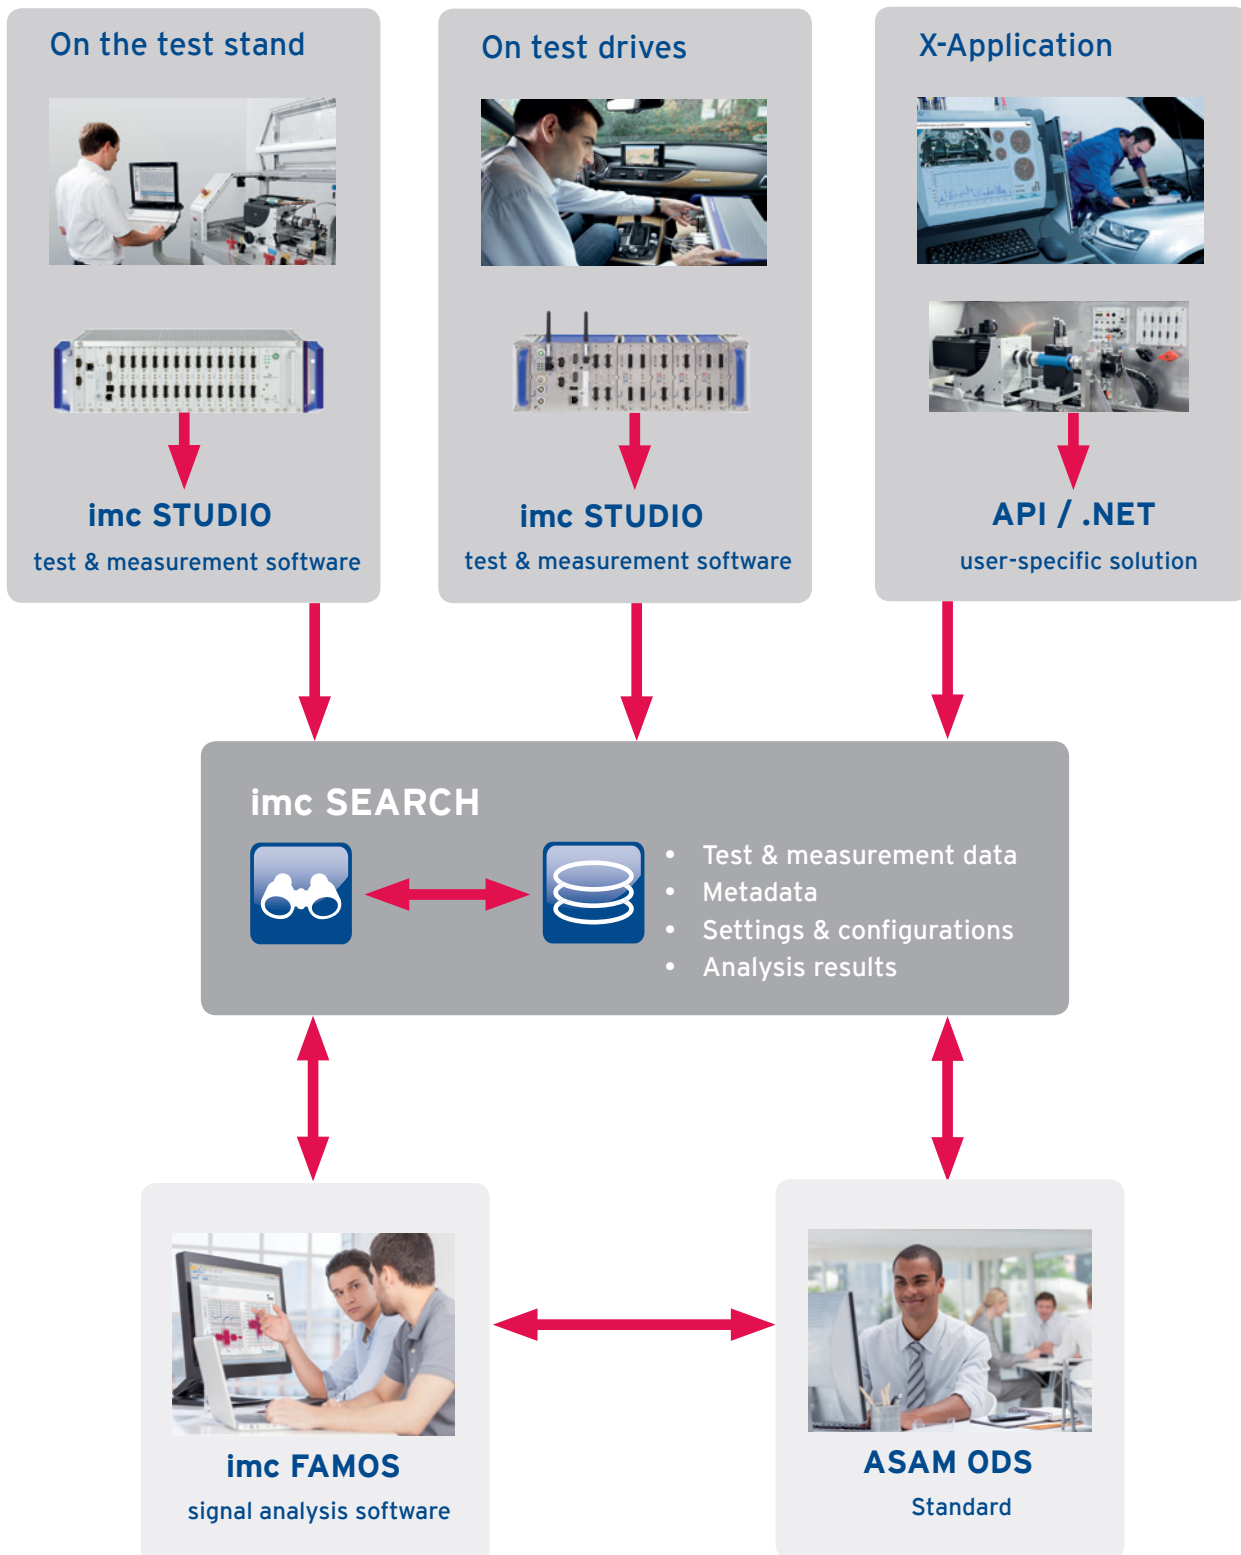 On the test stand
On test drives
X-Application
imc STUDIO
test & measurement software
imc STUDIO
test & measurement software
API / .NET
user-specific solution
imc SEARCH
• Test & measurement data
• Metadata
• Settings & configurations
• Analysis results
imc FAMOS
signal analysis software
ASAM ODS
Standard